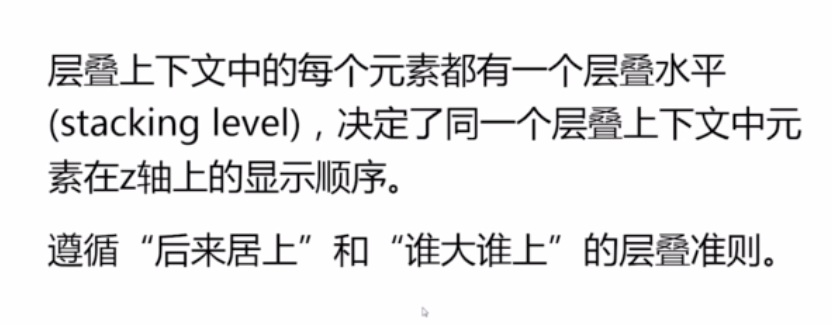 层叠上下文中的每个元素都有一个层叠水平
(stacking level)，决定了同一个层叠上下文中元
素在z轴上的显示顺序。
遵循“后来居上”和“谁大谁上”的层叠准则。